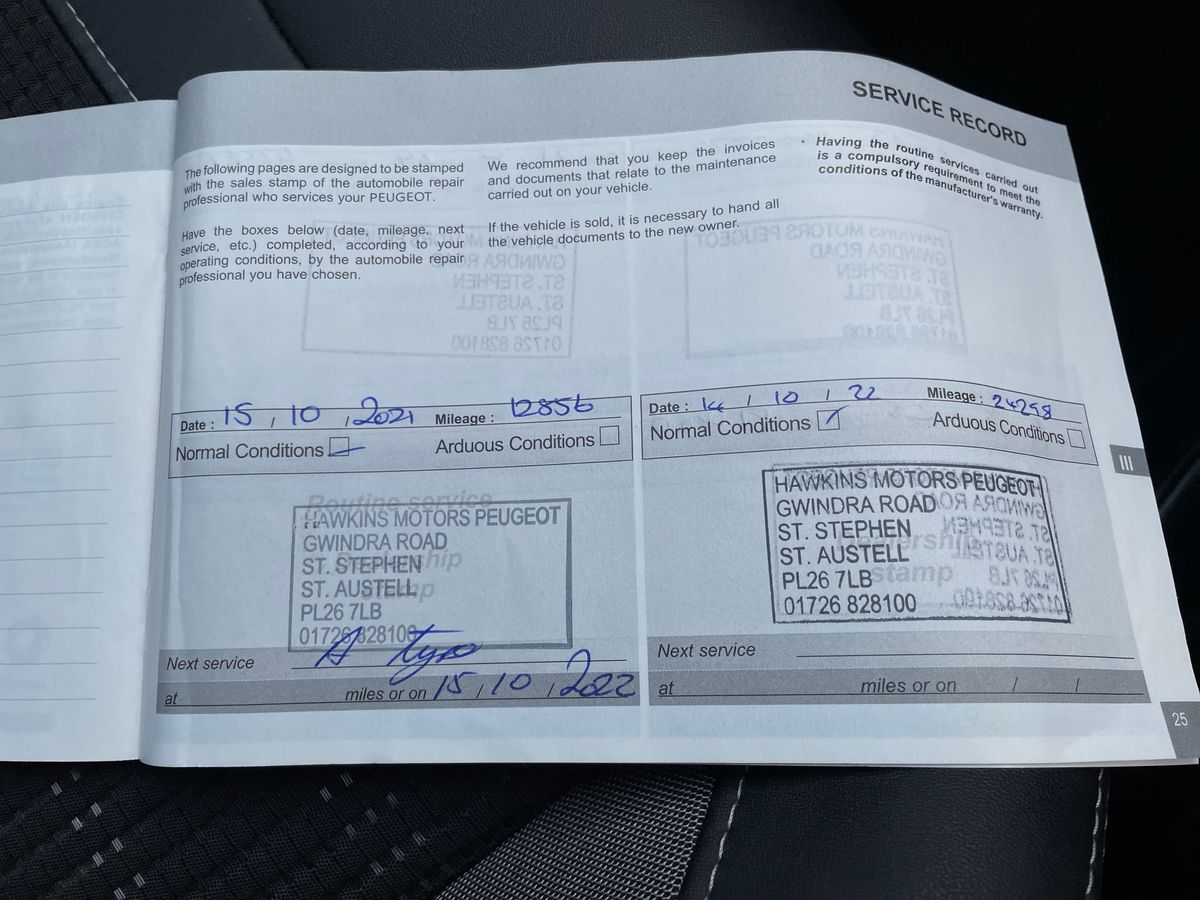 SERVICE RECORD
The following pages are designed to be stamped
with the sales stamp of the automobile repair
professional who services your PEUGEOT.
Have the boxes below (date, mileage, next
service, etc.) completed, according to your
operating conditions, by the automobile repair
professional you have chosen.
We recommend that you keep the invoices
and documents that relate to the maintenance
carried out on your vehicle.
If the vehicle is sold, it is necessary to hand all
the vehicle documents to the new owner.
• Having the routine services carried out
is a compulsory requirement to meet the
conditions of the manufacturer's warranty.
Date : 15 / 10 / 2021 Mileage : 12856
Normal Conditions Arduous Conditions
Routine service
HAWKINS MOTORS PEUGEOT
GWINDRA ROAD
ST. STEPHEN
ST. AUSTELL
PL26 7LB
01726 828100
Next service
at miles or on 15 / 10 / 2022
Date : 14 / 10 / 22 Mileage : 24258
Normal Conditions Arduous Conditions
HAWKINS MOTORS PEUGEOT
GWINDRA ROAD
ST. STEPHEN
ST. AUSTELL
PL26 7LB stamp
01726 828100
Next service
at miles or on / /
III
25